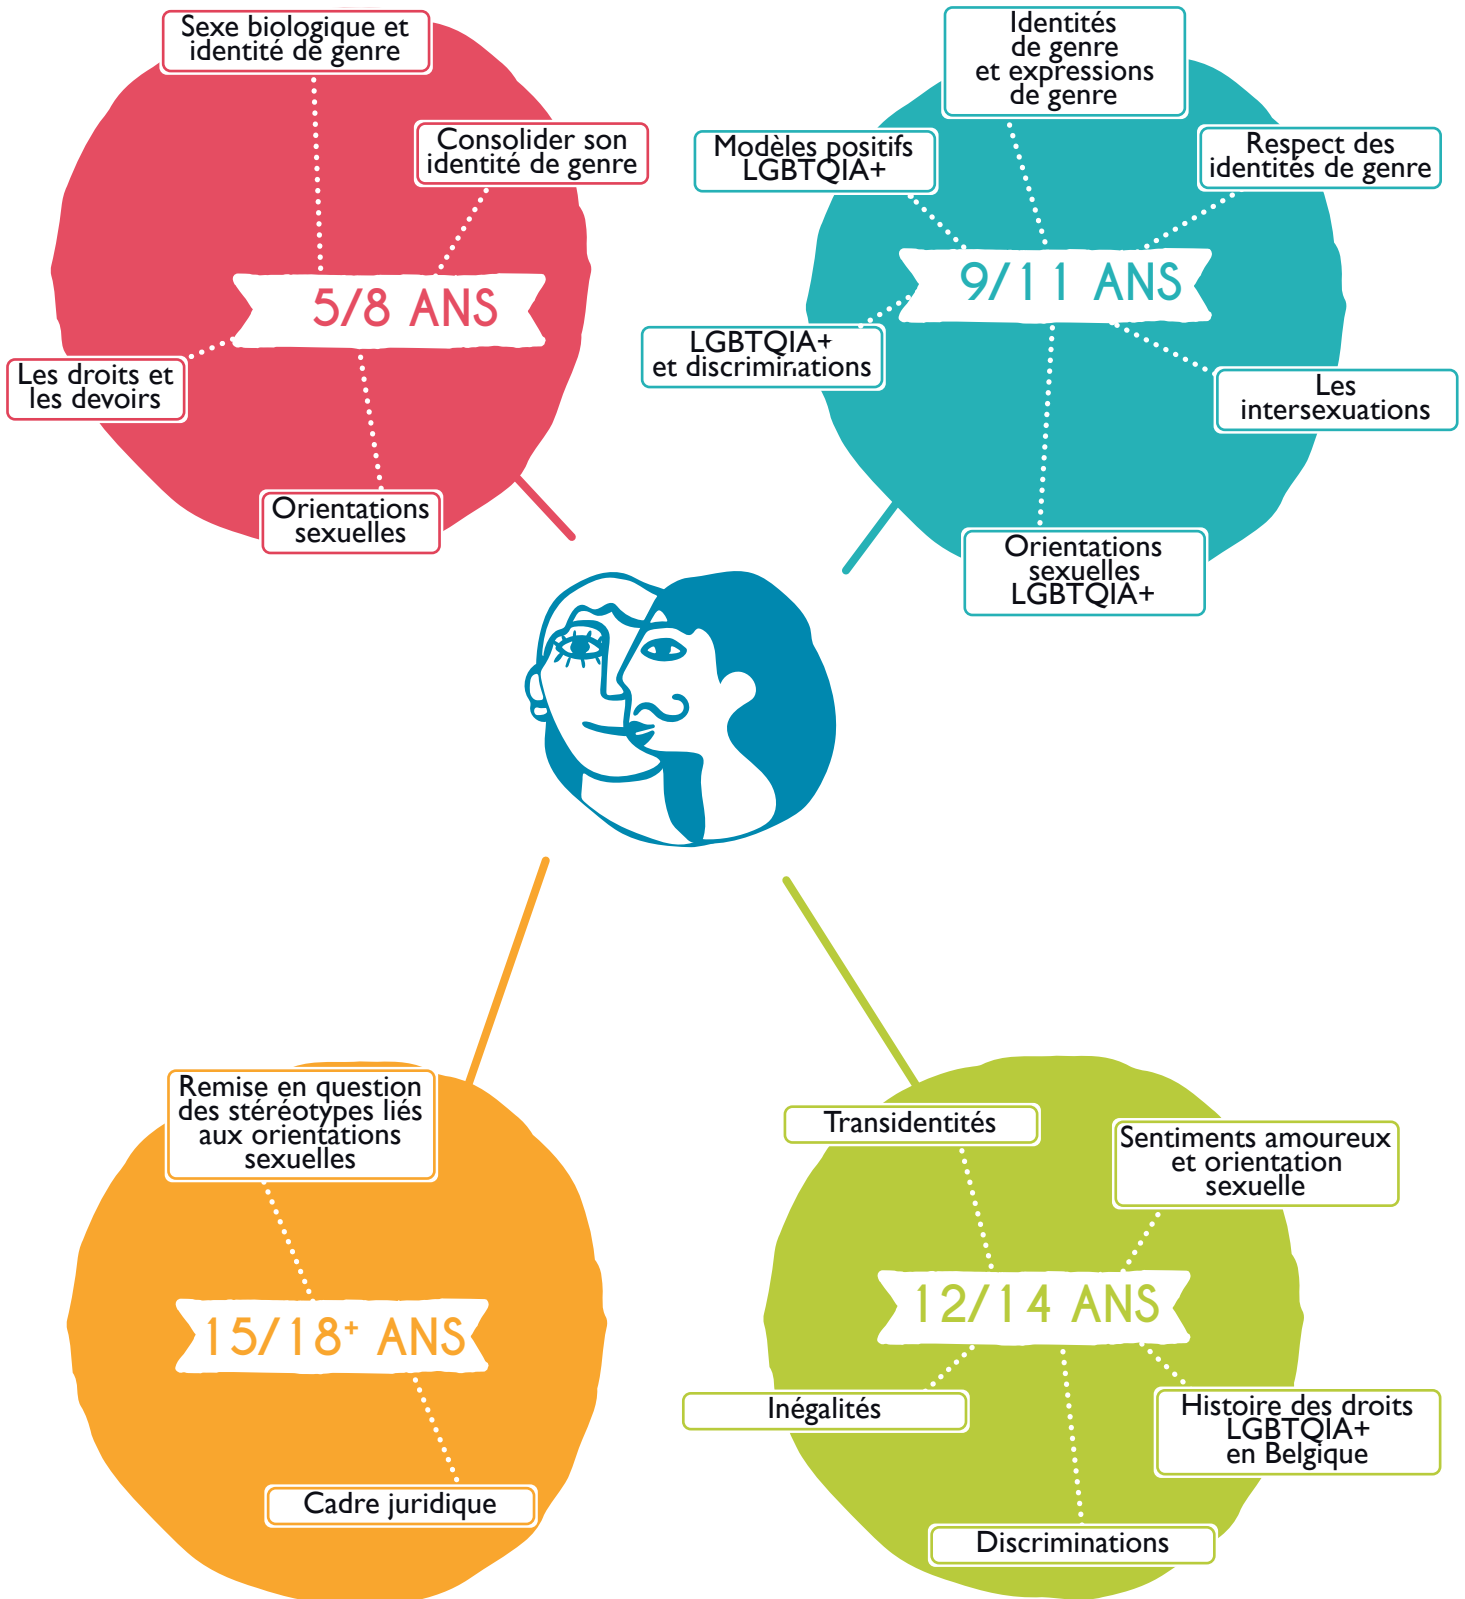 Sexe biologique et
identité de genre
Consolider son
identité de genre
5/8 ANS
Les droits et
les devoirs
Orientations
sexuelles
Identités
de genre
et expressions
de genre
Modèles positifs
LGBTQIA+
Respect des
identités de genre
9/11 ANS
LGBTQIA+
et discriminations
Les
intersexuations
Orientations
sexuelles
LGBTQIA+
Remise en question
des stéréotypes liés
aux orientations
sexuelles
15/18+ ANS
Cadre juridique
Transidentités
Sentiments amoureux
et orientation
sexuelle
12/14 ANS
Inégalités
Histoire des droits
LGBTQIA+
en Belgique
Discriminations